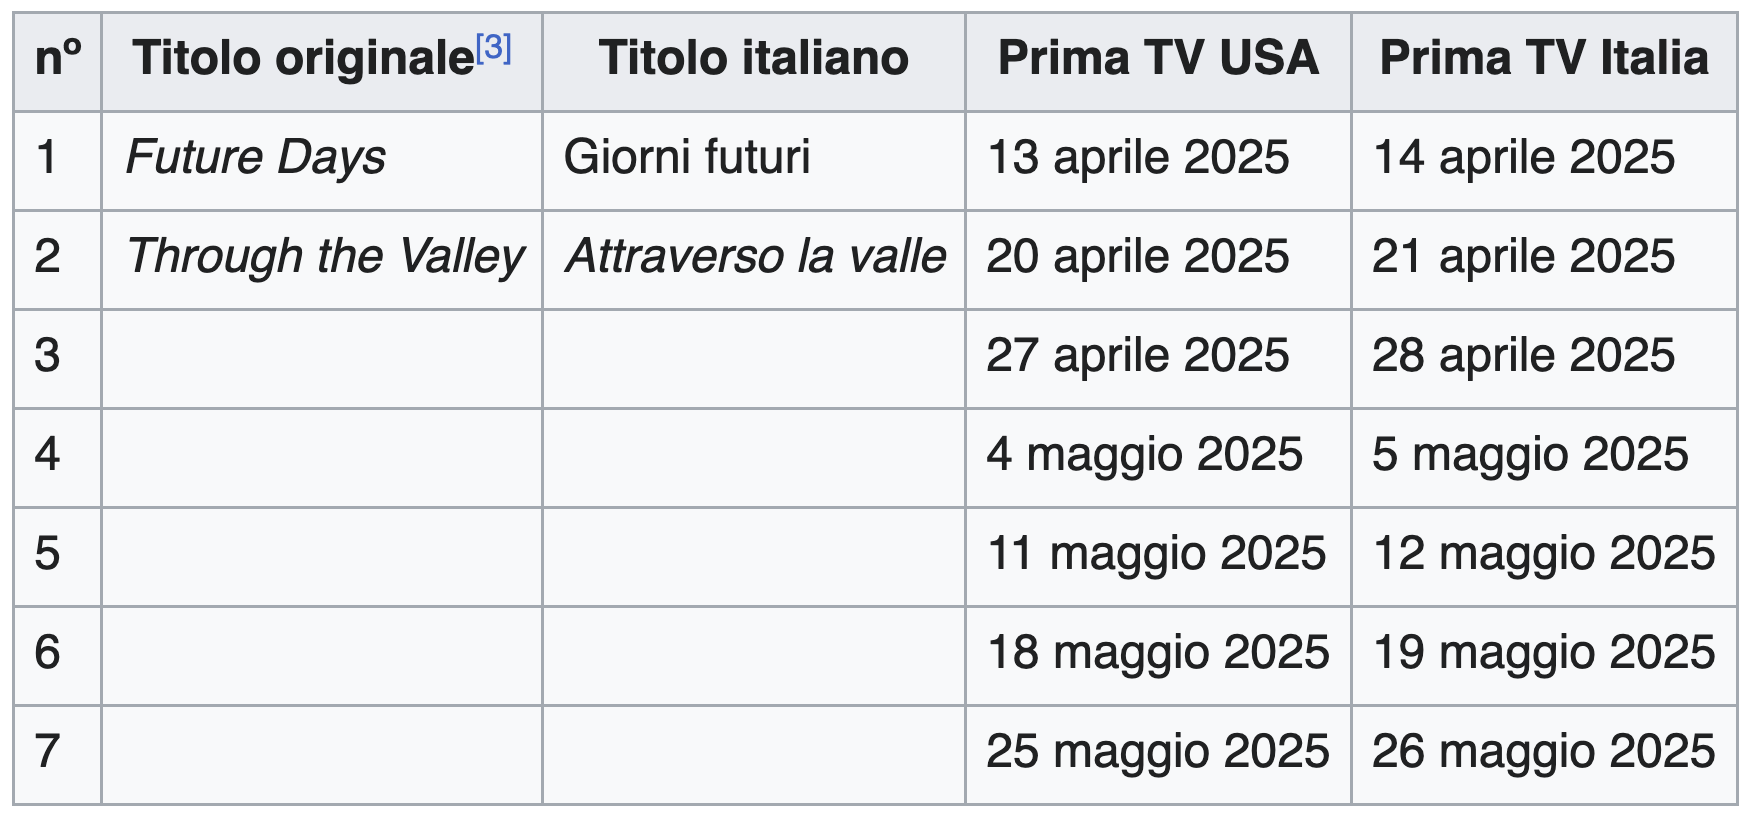 nº Titolo originale[3] Titolo italiano Prima TV USA Prima TV Italia
1 Future Days Giorni futuri 13 aprile 2025 14 aprile 2025
2 Through the Valley Attraverso la valle 20 aprile 2025 21 aprile 2025
3 27 aprile 2025 28 aprile 2025
4 4 maggio 2025 5 maggio 2025
5 11 maggio 2025 12 maggio 2025
6 18 maggio 2025 19 maggio 2025
7 25 maggio 2025 26 maggio 2025